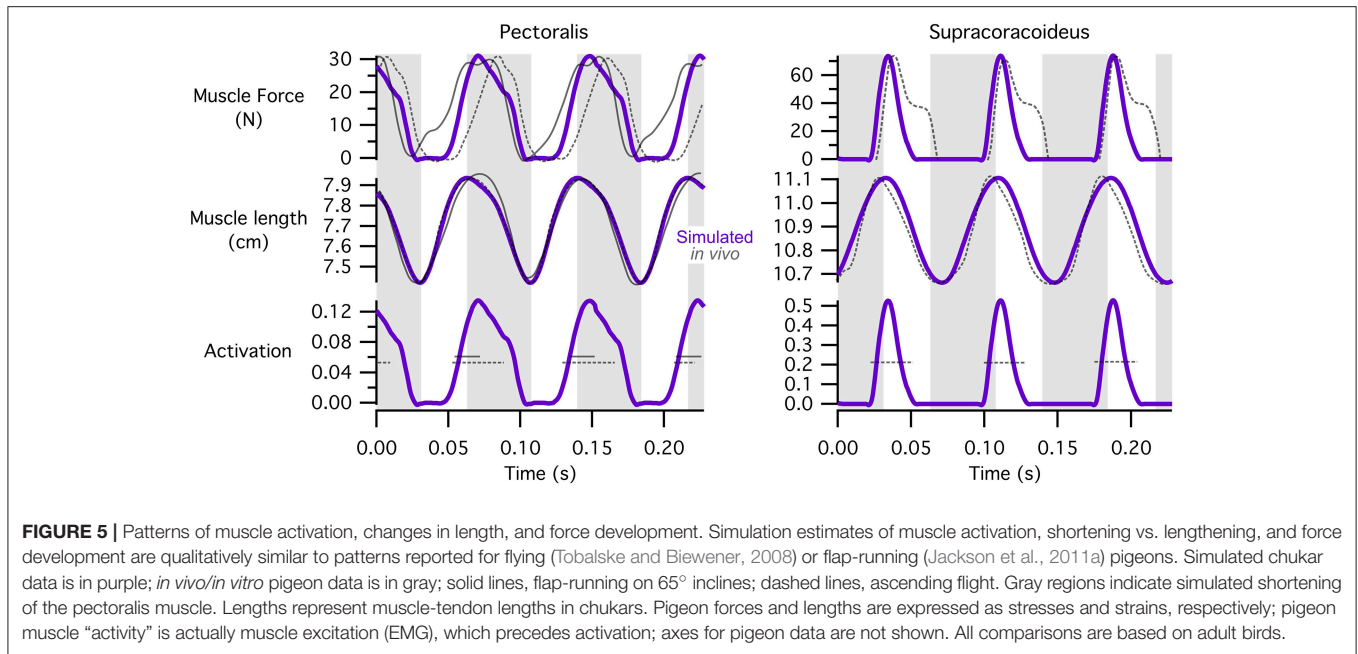 Pectoralis
Supracoracoideus
Muscle Force
(N)
30
20
10
0
60
40
20
0
Muscle length
(cm)
7.9
7.8
7.7
7.6
7.5
Simulated
in vivo
11.1
11.0
10.9
10.8
10.7
Activation
0.12
0.08
0.04
0.00
0.5
0.4
0.3
0.2
0.1
0.0
0.00 0.05 0.10 0.15 0.20
Time (s)
0.00 0.05 0.10 0.15 0.20
Time (s)
FIGURE 5 | Patterns of muscle activation, changes in length, and force development. Simulation estimates of muscle activation, shortening vs. lengthening, and force
development are qualitatively similar to patterns reported for flying (Tobalske and Biewener, 2008) or flap-running (Jackson et al., 2011a) pigeons. Simulated chukar
data is in purple; in vivo/in vitro pigeon data is in gray; solid lines, flap-running on 65° inclines; dashed lines, ascending flight. Gray regions indicate simulated shortening
of the pectoralis muscle. Lengths represent muscle-tendon lengths in chukars. Pigeon forces and lengths are expressed as stresses and strains, respectively; pigeon
muscle “activity” is actually muscle excitation (EMG), which precedes activation; axes for pigeon data are not shown. All comparisons are based on adult birds.